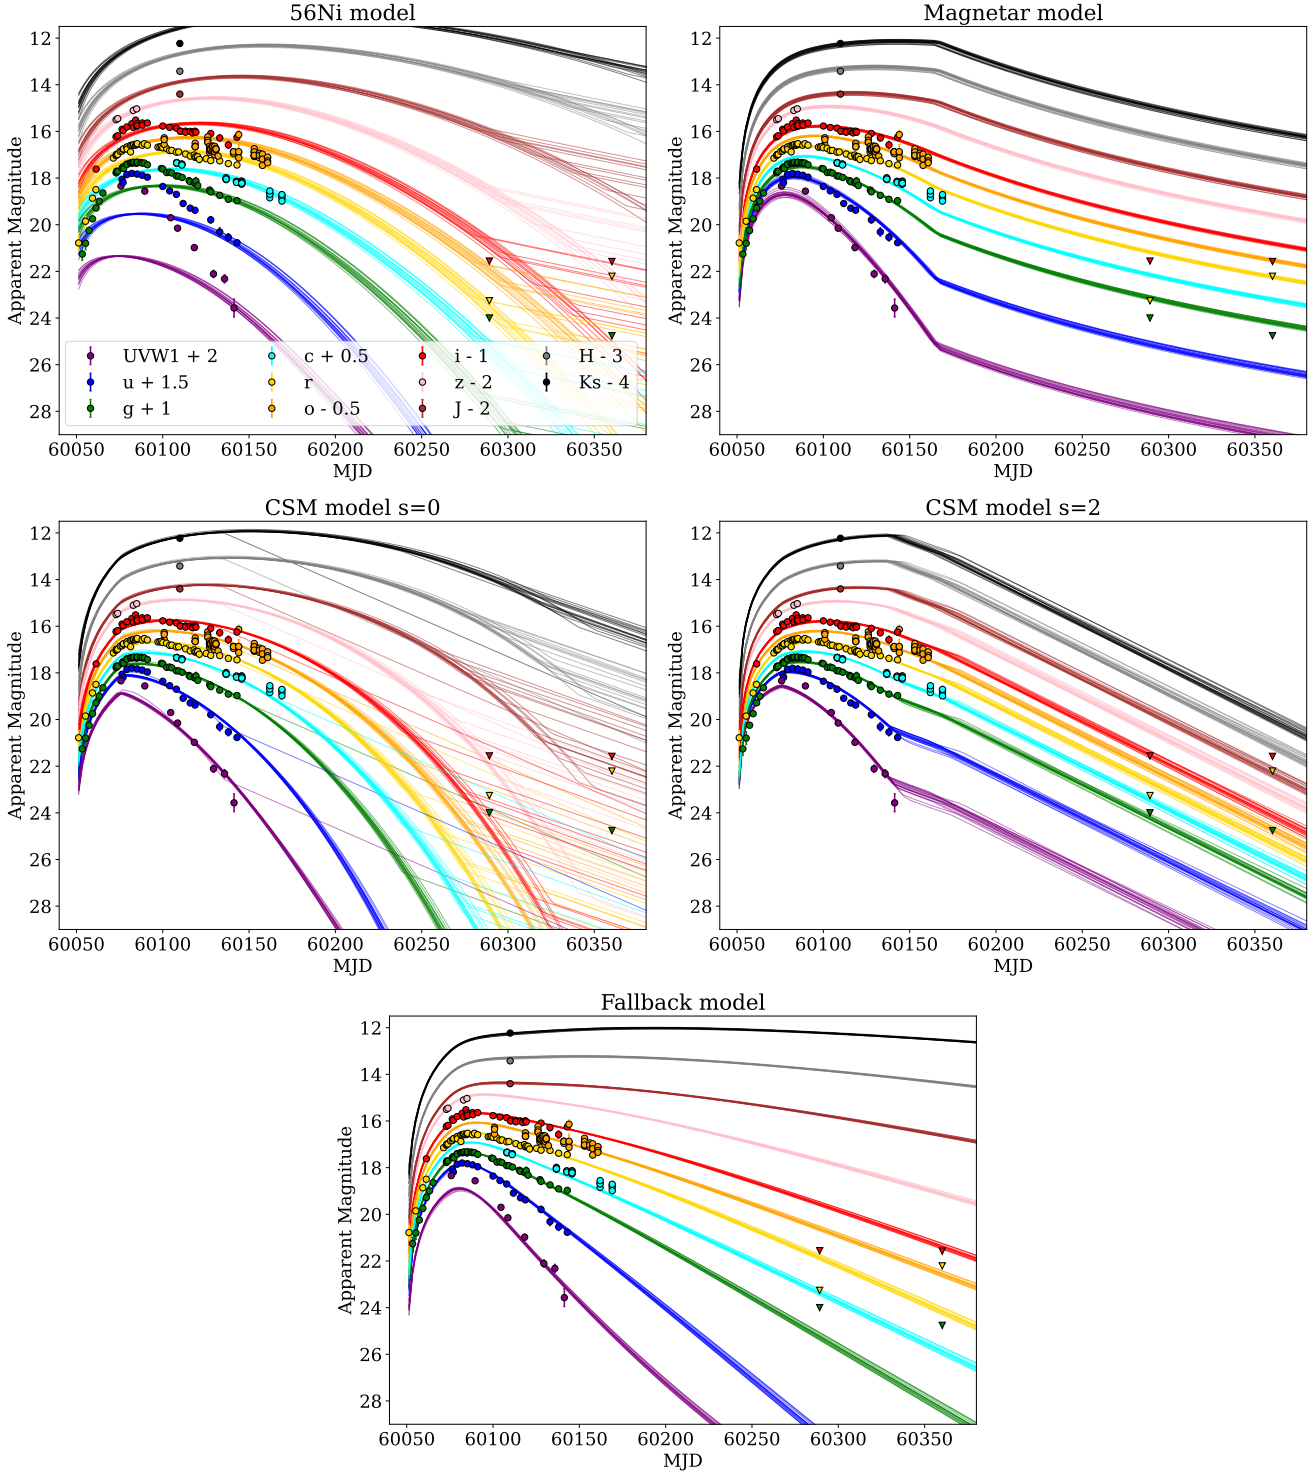 56Ni model
Magnetar model
12
14
16
18
20
22
24
26
28
Apparent Magnitude
60050 60100 60150 60200 60250 60300 60350
MJD
UVW1 + 2
u + 1.5
g + 1
c + 0.5
r
o - 0.5
i - 1
z - 2
J - 2
H - 3
Ks - 4
12
14
16
18
20
22
24
26
28
Apparent Magnitude
60050 60100 60150 60200 60250 60300 60350
MJD
CSM model s=0
CSM model s=2
12
14
16
18
20
22
24
26
28
Apparent Magnitude
60050 60100 60150 60200 60250 60300 60350
MJD
12
14
16
18
20
22
24
26
28
Apparent Magnitude
60050 60100 60150 60200 60250 60300 60350
MJD
Fallback model
12
14
16
18
20
22
24
26
28
Apparent Magnitude
60050 60100 60150 60200 60250 60300 60350
MJD